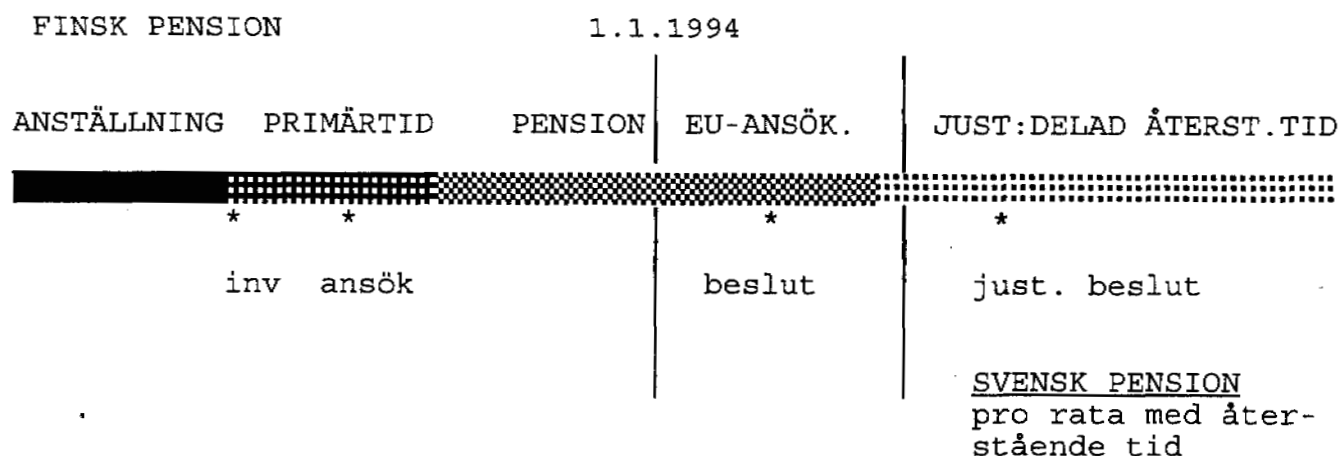 FINSK PENSION 1.1.1994
ANSTÄLLNING PRIMÄRTID PENSION EU-ANSÖK. JUST:DELAD ÅTERST.TID
* * * *
inv ansök beslut just. beslut
SVENSK PENSION
pro rata med åter-
stående tid